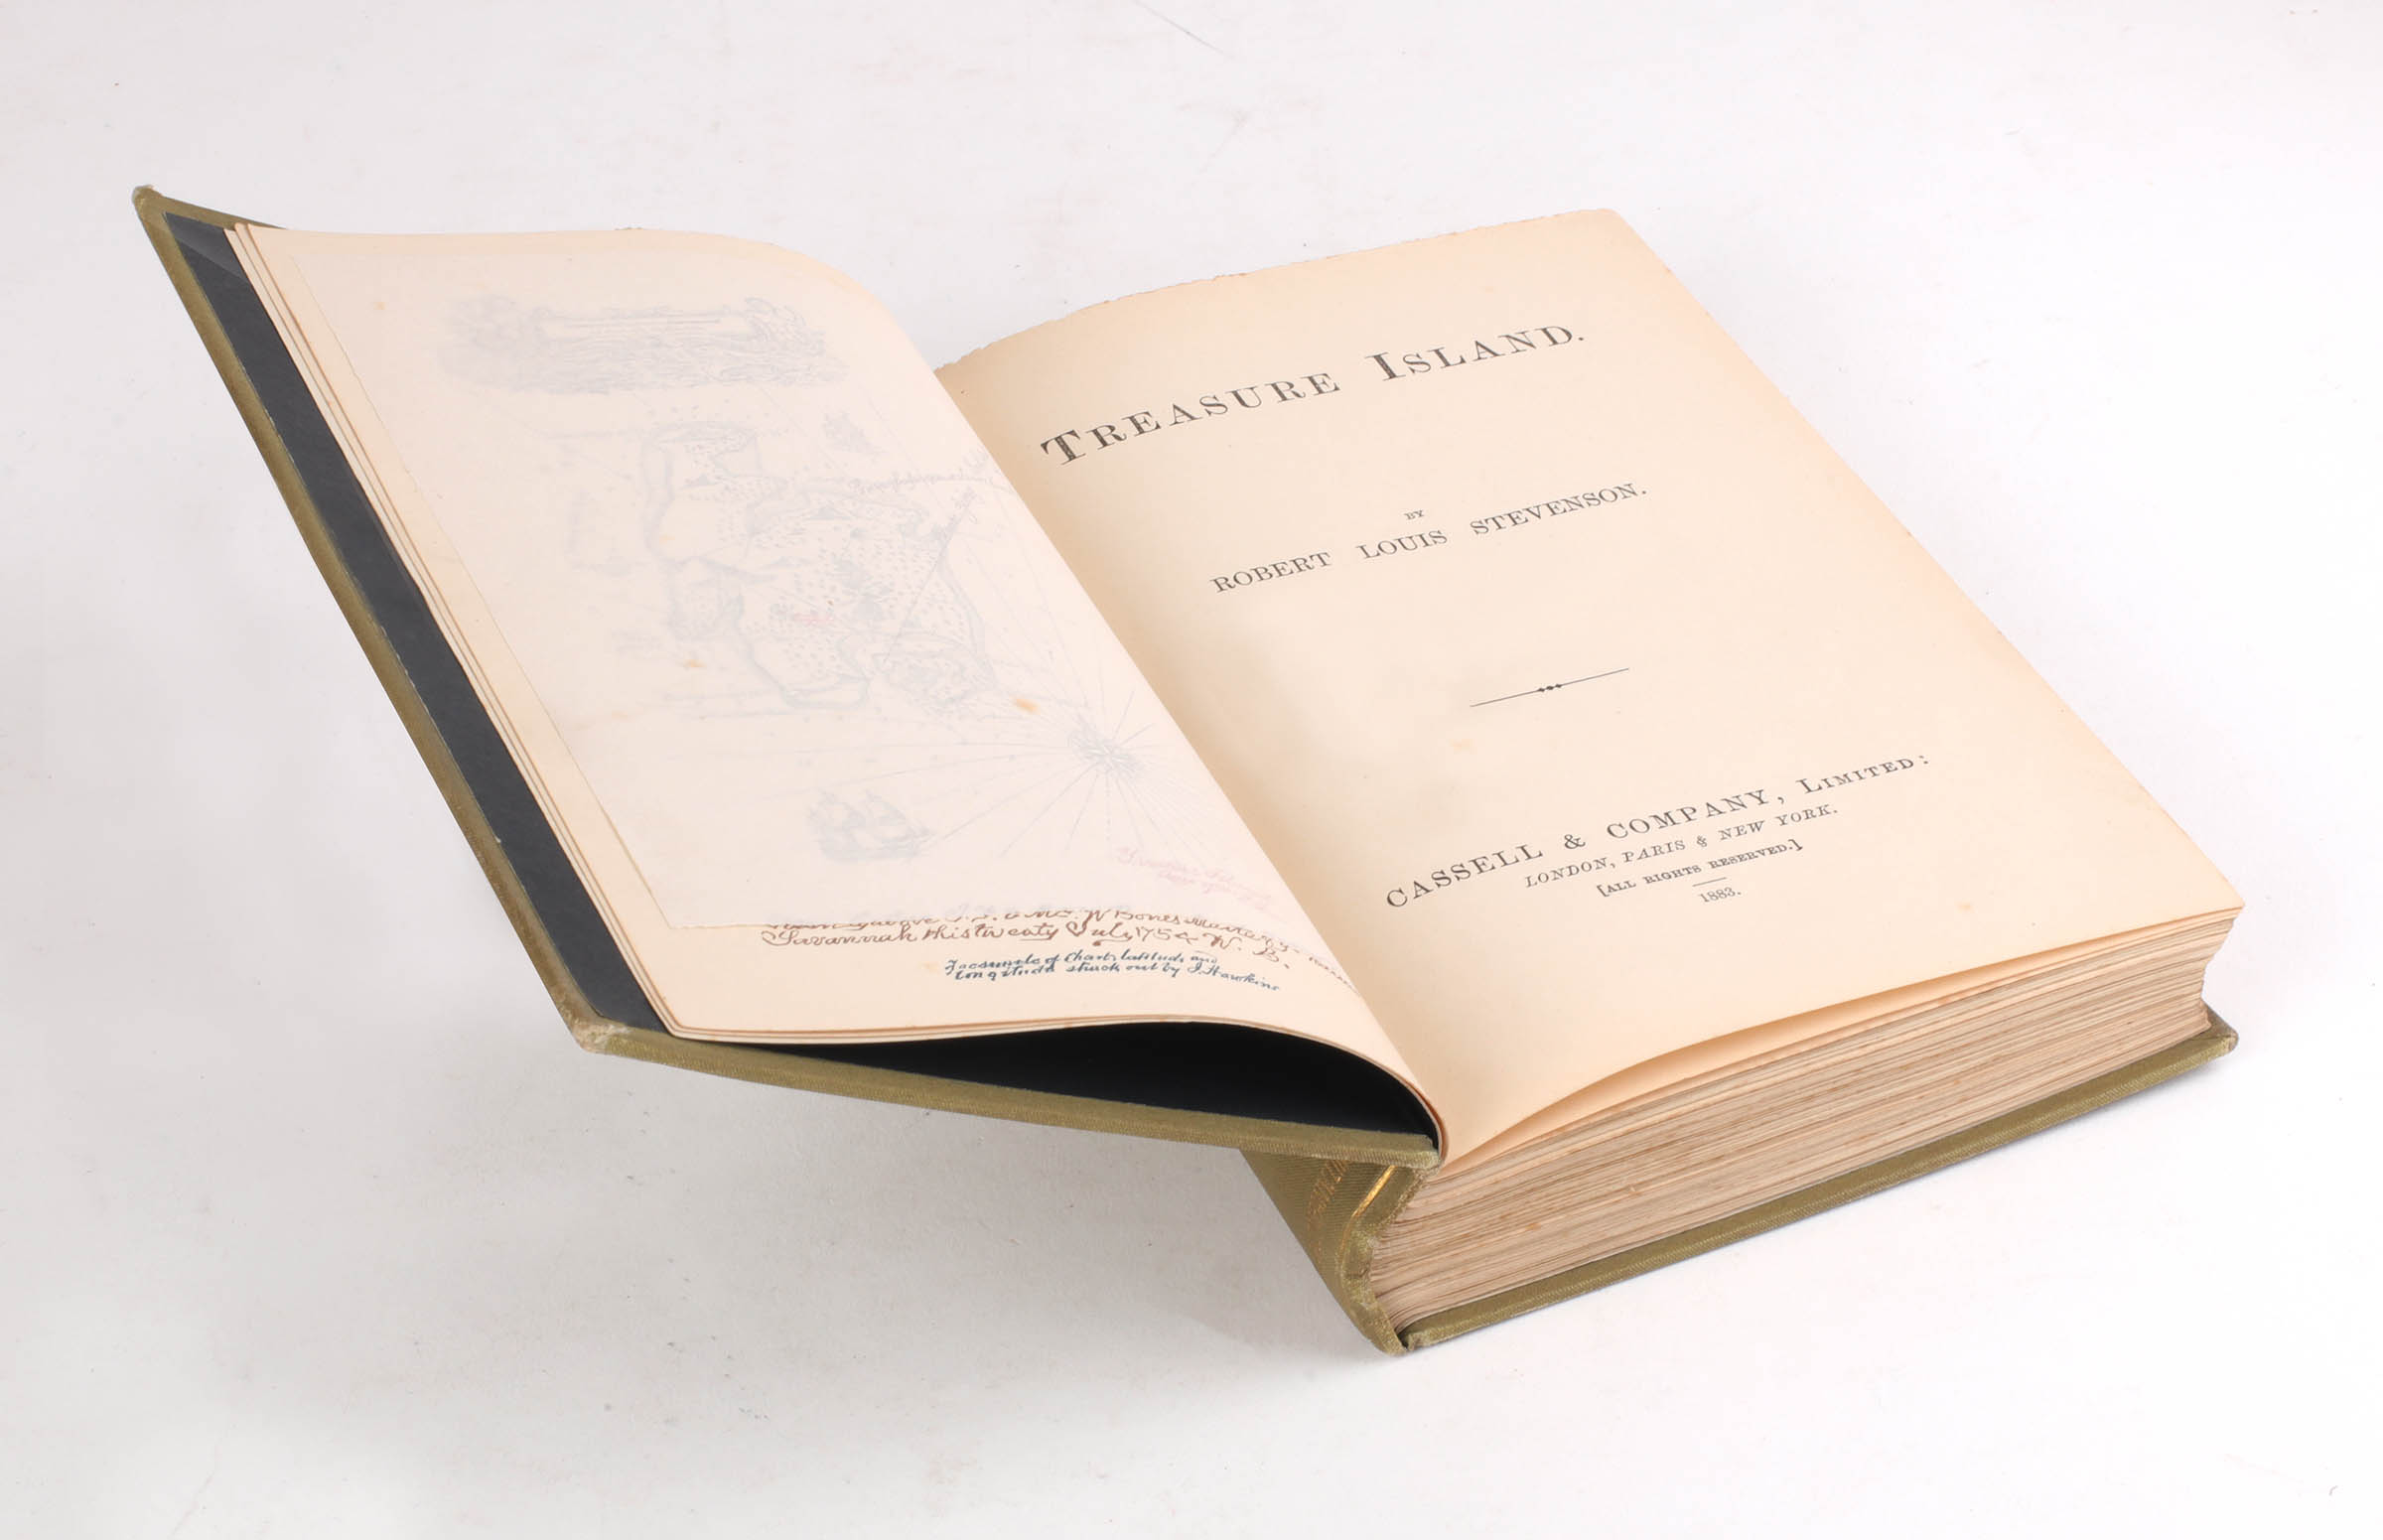 Savannah this twenty July 1754 W. B.
Facsimile of Chart, latitude and
longitude struck out by J. Hawkins
TREASURE ISLAND.
BY
ROBERT LOUIS STEVENSON.
CASSELL & COMPANY, LIMITED:
LONDON, PARIS & NEW YORK.
[ALL RIGHTS RESERVED.]
1883.